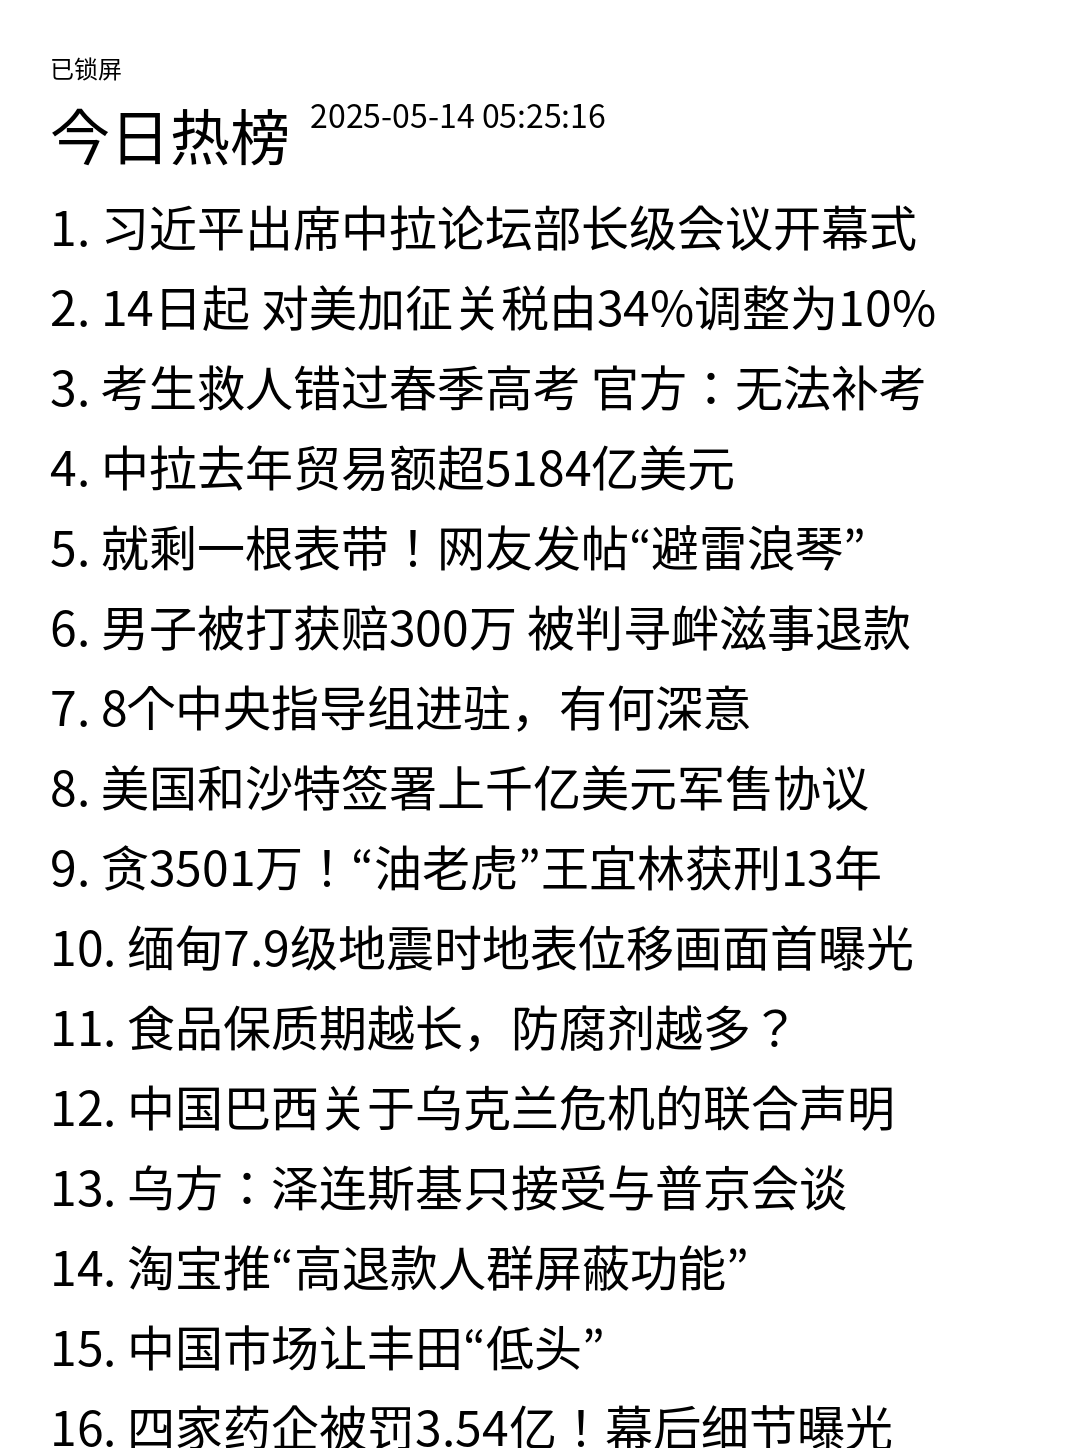 已锁屏
今日热榜 2025-05-14 05:25:16
1. 习近平出席中拉论坛部长级会议开幕式
2. 14日起 对美加征关税由34%调整为10%
3. 考生救人错过春季高考 官方：无法补考
4. 中拉去年贸易额超5184亿美元
5. 就剩一根表带！网友发帖“避雷浪琴”
6. 男子被打获赔300万 被判寻衅滋事退款
7. 8个中央指导组进驻，有何深意
8. 美国和沙特签署上千亿美元军售协议
9. 贪3501万！“油老虎”王宜林获刑13年
10. 缅甸7.9级地震时地表位移画面首曝光
11. 食品保质期越长，防腐剂越多？
12. 中国巴西关于乌克兰危机的联合声明
13. 乌方：泽连斯基只接受与普京会谈
14. 淘宝推“高退款人群屏蔽功能”
15. 中国市场让丰田“低头”
16. 四家药企被罚3.54亿！幕后细节曝光